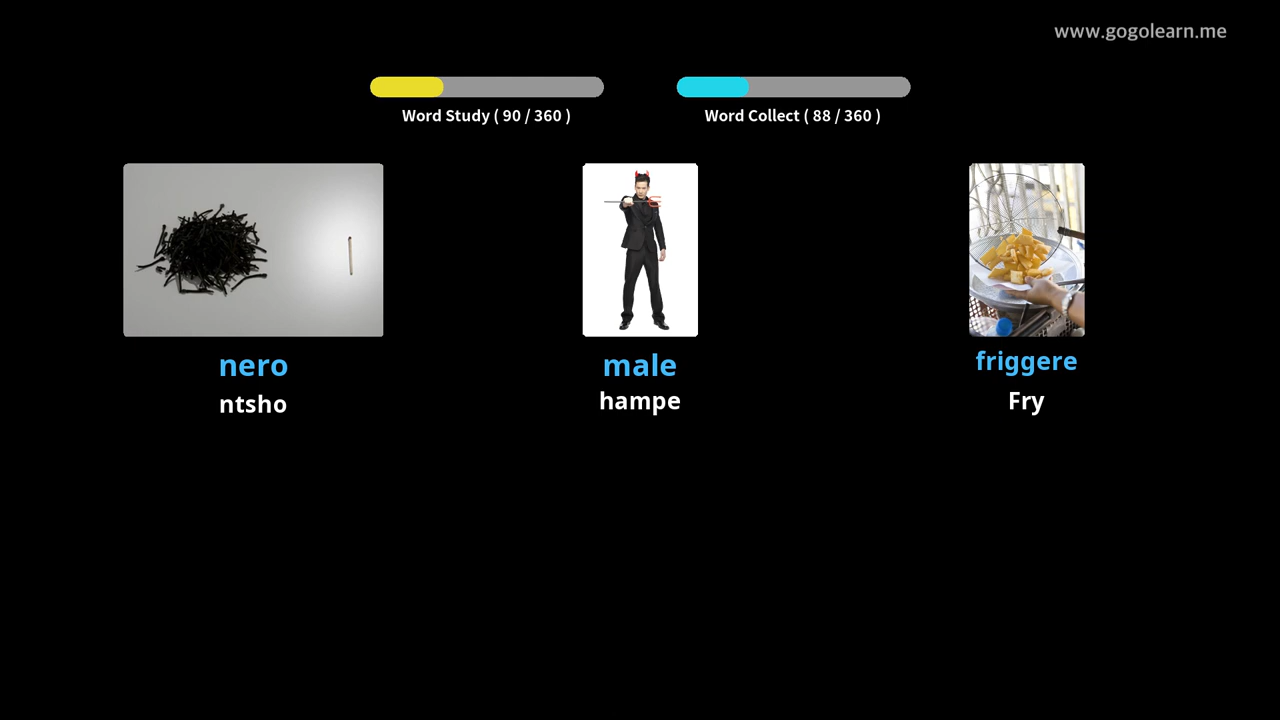 www.gogolearn.me
Word Study ( 90 / 360 )
Word Collect ( 88 / 360 )
nero
ntsho
male
hampe
friggere
Fry